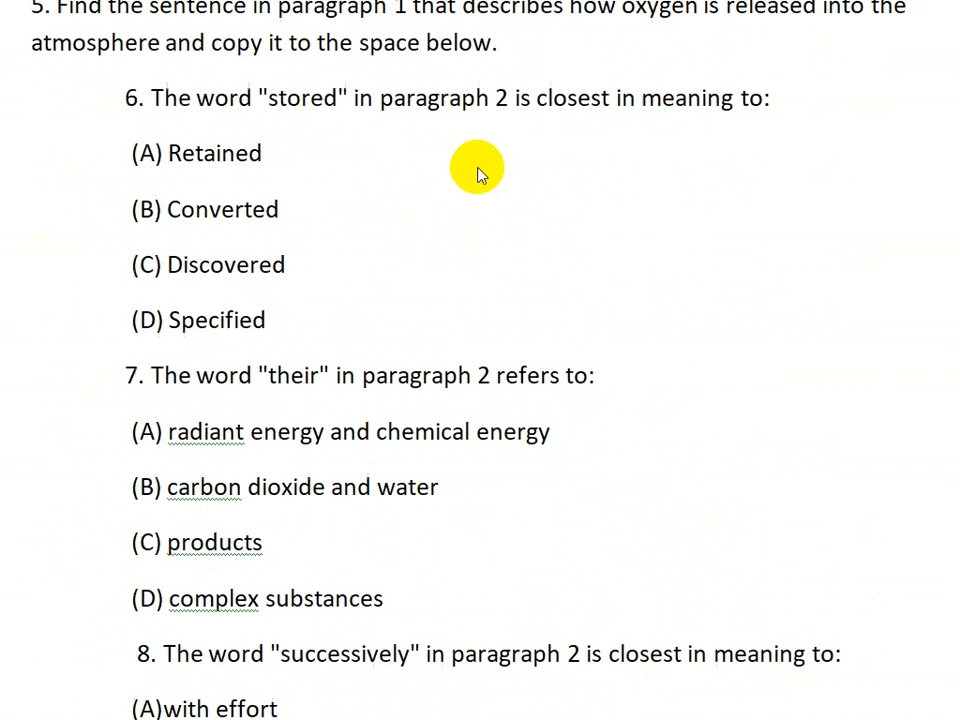 5. Find the sentence in paragraph 1 that describes how oxygen is released into the
atmosphere and copy it to the space below.
6. The word "stored" in paragraph 2 is closest in meaning to:
(A) Retained
(B) Converted
(C) Discovered
(D) Specified
7. The word "their" in paragraph 2 refers to:
(A) radiant energy and chemical energy
(B) carbon dioxide and water
(C) products
(D) complex substances
8. The word "successively" in paragraph 2 is closest in meaning to:
(A)with effort